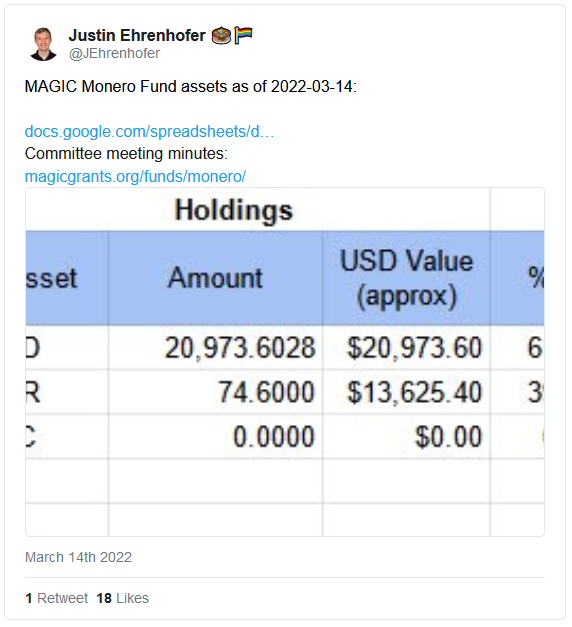 Justin Ehrenhofer
@JEhrenhofer
MAGIC Monero Fund assets as of 2022-03-14:
docs.google.com/spreadsheets/d…
Committee meeting minutes:
magicgrants.org/funds/monero/
Holdings
sset Amount USD Value (approx) %
D 20,973.6028 $20,973.60 6
R 74.6000 $13,625.40 3
C 0.0000 $0.00
March 14th 2022
1 Retweet 18 Likes